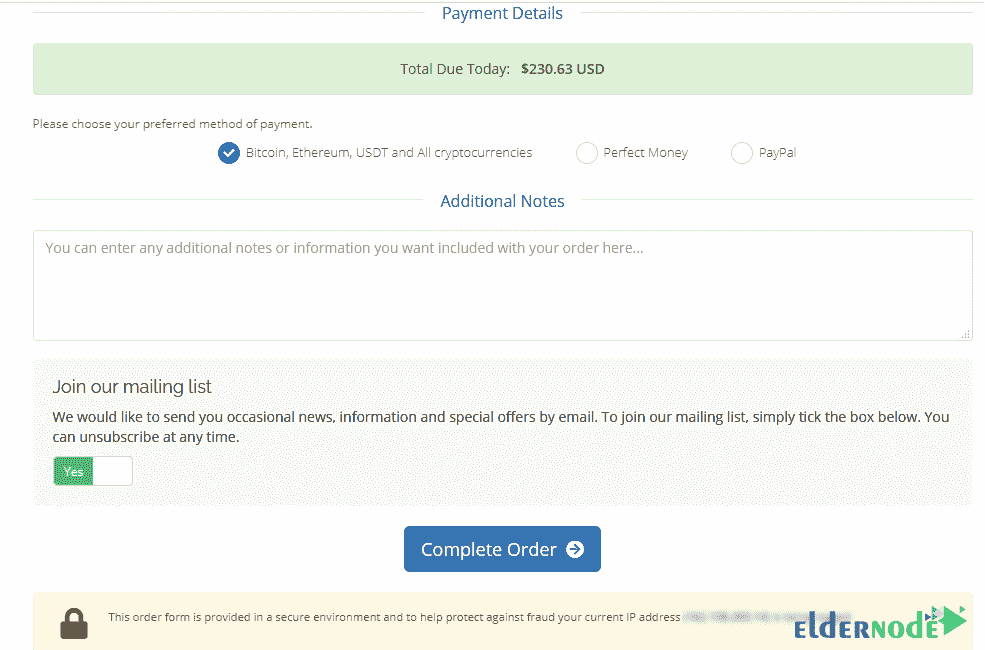 Payment Details
Total Due Today: $230.63 USD
Please choose your preferred method of payment.
Bitcoin, Ethereum, USDT and All cryptocurrencies Perfect Money PayPal
Additional Notes
You can enter any additional notes or information you want included with your order here...
Join our mailing list
We would like to send you occasional news, information and special offers by email. To join our mailing list, simply tick the box below. You
can unsubscribe at any time.
Yes
Complete Order
This order form is provided in a secure environment and to help protect against fraud your current IP address
ELDERNODE